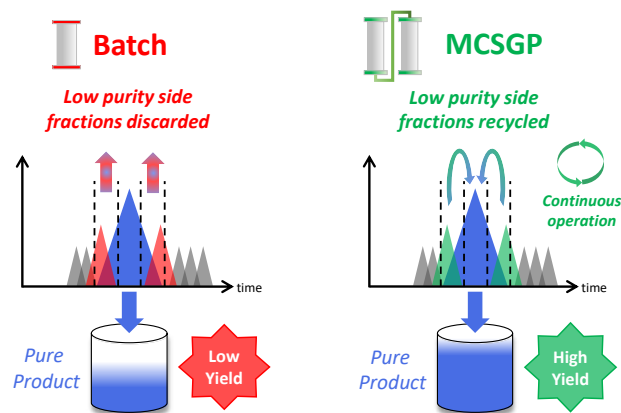 Batch
Low purity side
fractions discarded
time
Pure
Product
Low
Yield
MCSGP
Low purity side
fractions recycled
Continuous
operation
time
Pure
Product
High
Yield